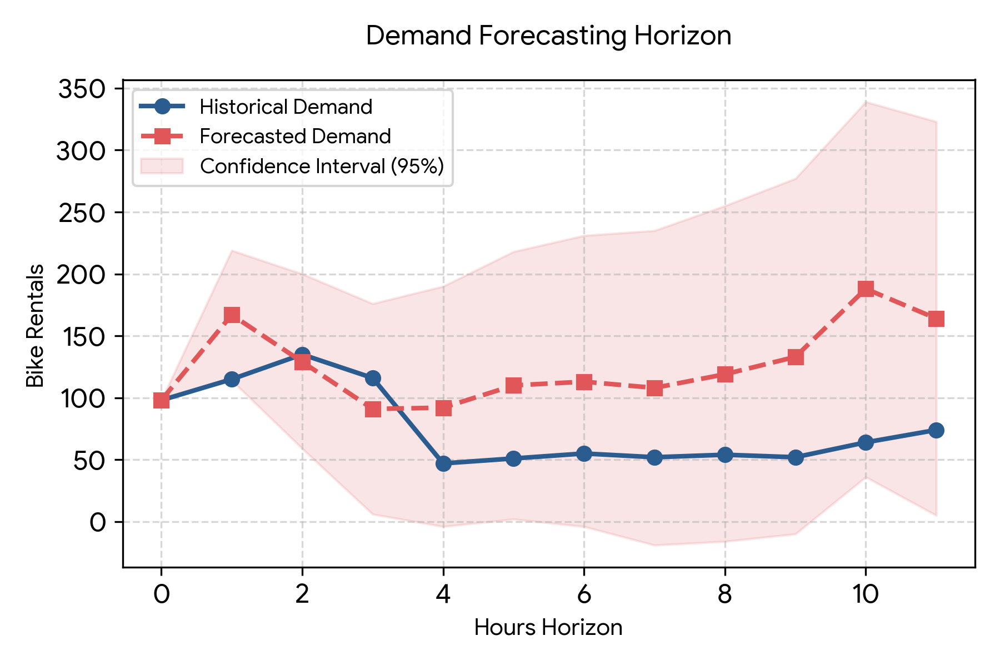 Demand Forecasting Horizon
Historical Demand
Forecasted Demand
Confidence Interval (95%)
Bike Rentals
350
300
250
200
150
100
50
0
0 2 4 6 8 10
Hours Horizon